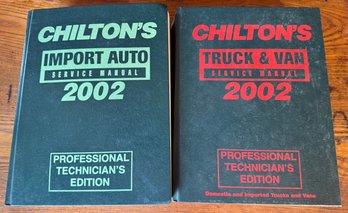 CHILTON'S
IMPORT AUTO
SERVICE MANUAL
2002
PROFESSIONAL
TECHNICIAN'S
EDITION
CHILTON'S
TRUCK & VAN
SERVICE MANUAL
2002
PROFESSIONAL
TECHNICIAN'S
EDITION
Domestic and Imported Trucks and Vans